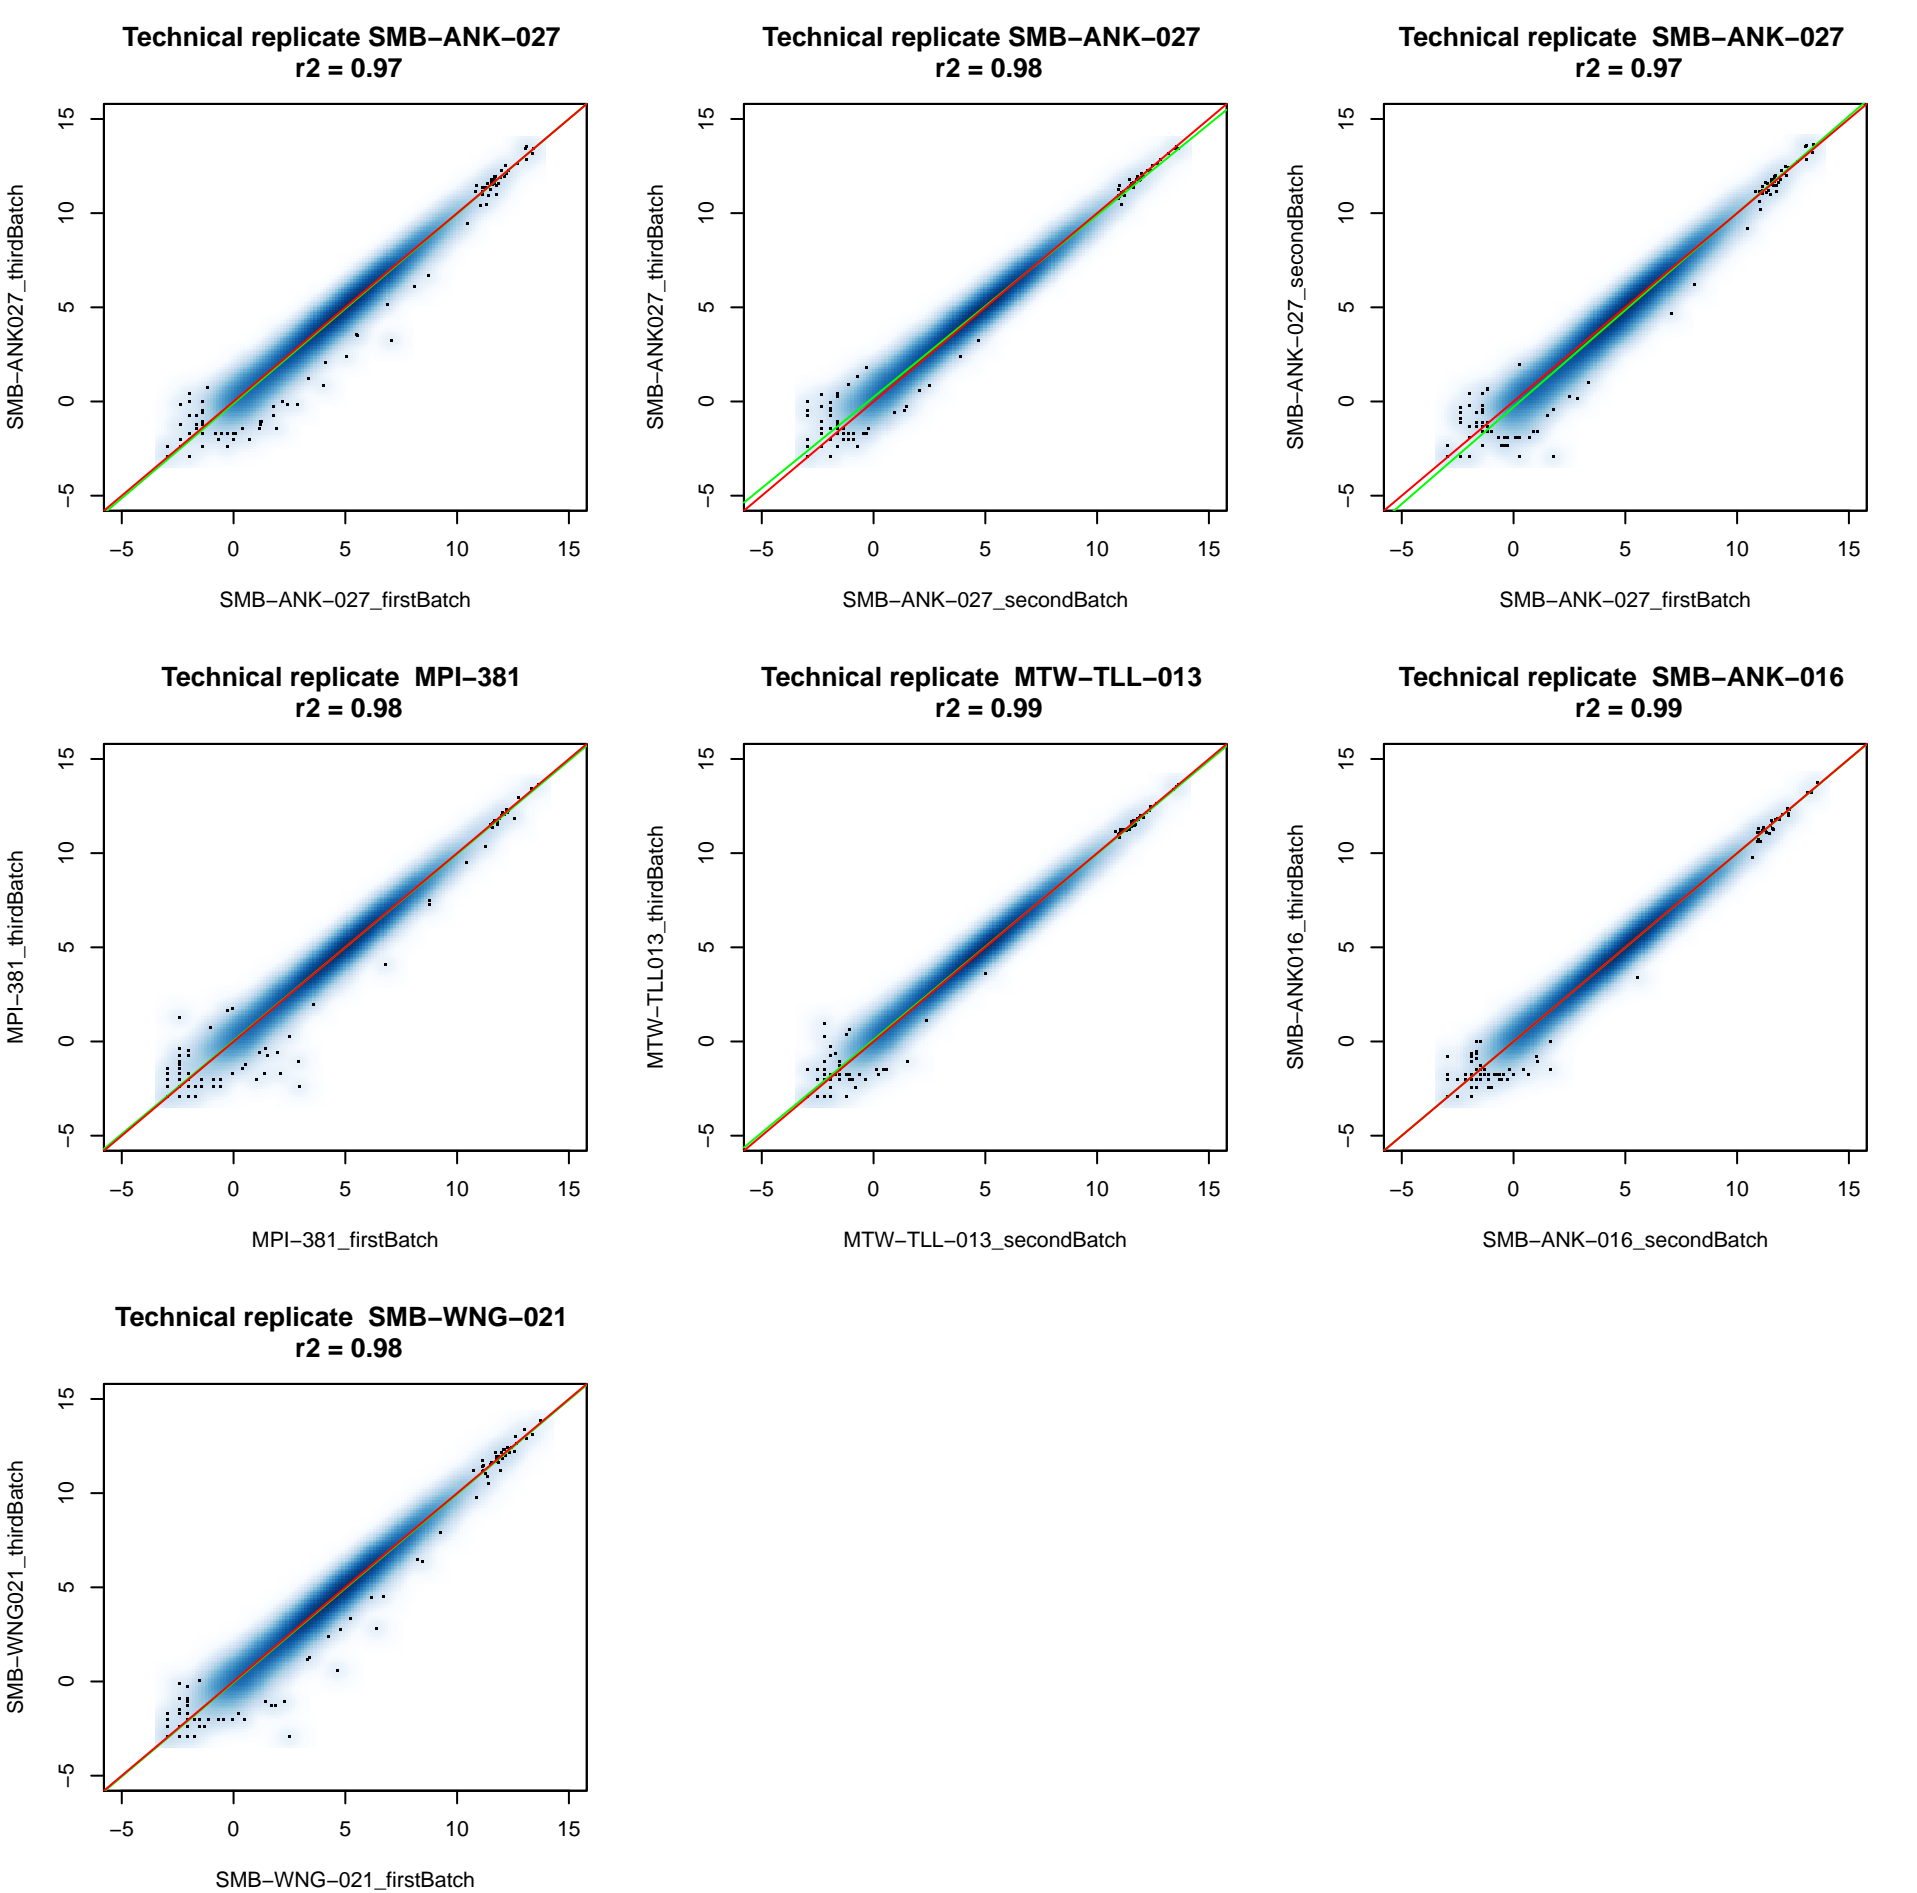 Technical replicate SMB−ANK−027
r2 = 0.97
15
10
5
0
−5
SMB−ANK027_thirdBatch
−5 0 5 10 15
SMB−ANK−027_firstBatch
Technical replicate SMB−ANK−027
r2 = 0.98
15
10
5
0
−5
SMB−ANK027_thirdBatch
−5 0 5 10 15
SMB−ANK−027_secondBatch
Technical replicate SMB−ANK−027
r2 = 0.97
15
10
5
0
−5
SMB−ANK−027_secondBatch
−5 0 5 10 15
SMB−ANK−027_firstBatch
Technical replicate MPI−381
r2 = 0.98
15
10
5
0
−5
MPI−381_thirdBatch
−5 0 5 10 15
MPI−381_firstBatch
Technical replicate MTW−TLL−013
r2 = 0.99
15
10
5
0
−5
MTW−TLL013_thirdBatch
−5 0 5 10 15
MTW−TLL−013_secondBatch
Technical replicate SMB−ANK−016
r2 = 0.99
15
10
5
0
−5
SMB−ANK016_thirdBatch
−5 0 5 10 15
SMB−ANK−016_secondBatch
Technical replicate SMB−WNG−021
r2 = 0.98
15
10
5
0
−5
SMB−WNG021_thirdBatch
−5 0 5 10 15
SMB−WNG−021_firstBatch